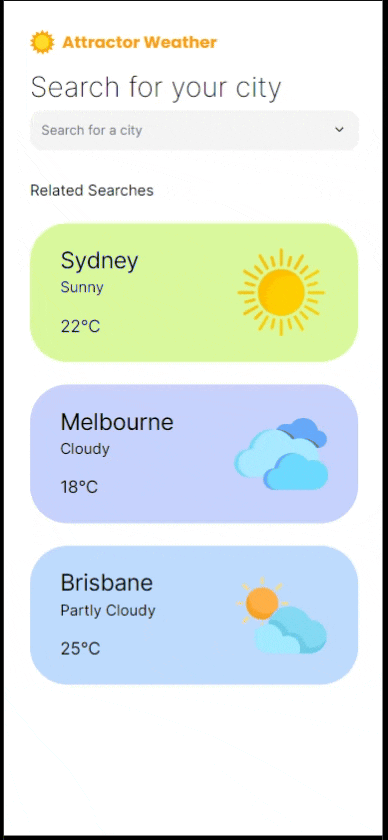 Attractor Weather
Search for your city
Search for a city
Related Searches
Sydney
Sunny
22°C
Melbourne
Cloudy
18°C
Brisbane
Partly Cloudy
25°C